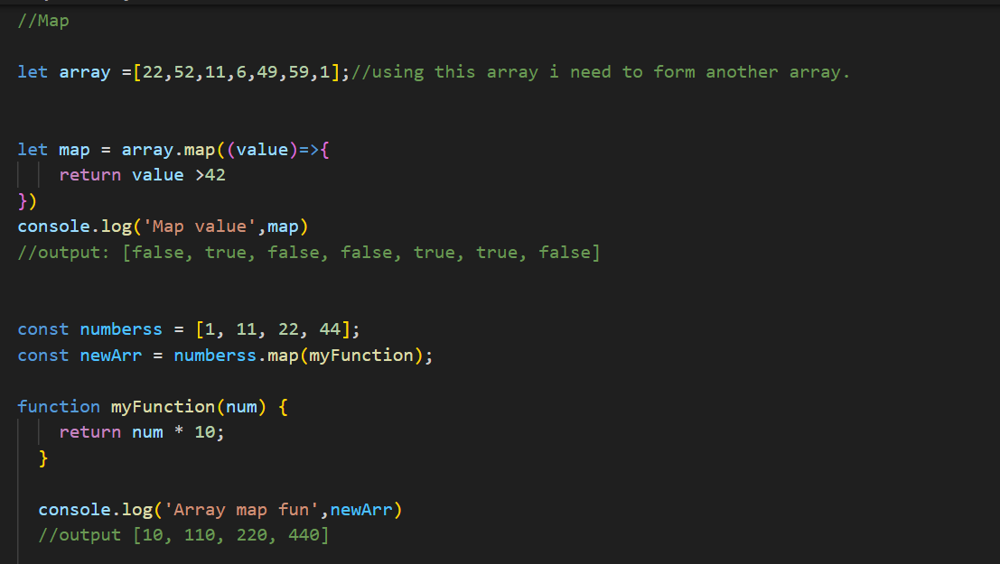 //Map
let array =[22,52,11,6,49,59,1];//using this array i need to form another array.
let map = array.map((value)=>{
return value >42
})
console.log('Map value',map)
//output: [false, true, false, false, true, true, false]
const numberss = [1, 11, 22, 44];
const newArr = numberss.map(myFunction);
function myFunction(num) {
return num * 10;
}
console.log('Array map fun',newArr)
//output [10, 110, 220, 440]